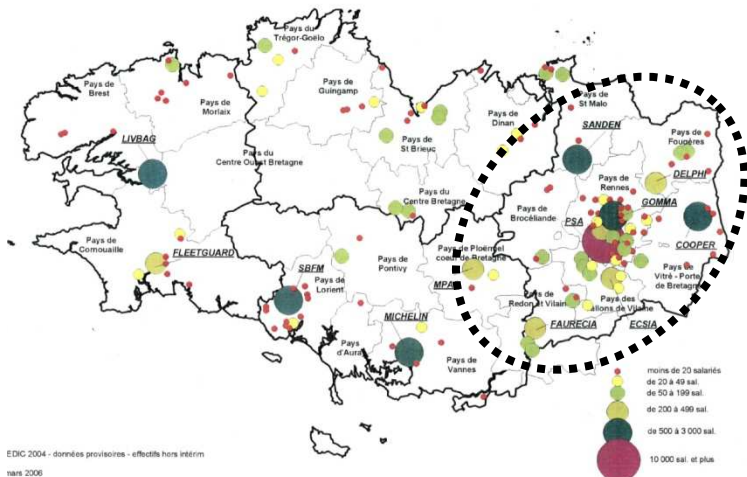 Pays du
Trégor-Goëlo
Pays de
Brest
Pays de
Morlaix
Pays de
Guingamp
Pays de
St Malo
Pays de
Dinan
SANDEN
Pays de
Fougères
LIVBAG
Pays de
St Brieuc
Pays du
Centre Ouest Bretagne
DELPHI
Pays de
Rennes
GOMMA
Pays du
Centre Bretagne
Pays de
Brocéliande
PSA
COOPER
Pays de
Cornouaille
FLEETGUARD
SBFM
Pays de
Lorient
Pays de
Pontivy
Pays de Ploërmel
coeur de Bretagne
MPA
Pays de
Vitré - Porte
de Bretagne
Pays de
Redon et Vilaine
Pays des
Vallons de Vilaine
MICHELIN
FAURECIA
ECSIA
Pays
d'Auray
Pays de
Vannes
moins de 20 salariés
de 20 à 49 sal.
de 50 à 199 sal.
de 200 à 499 sal.
de 500 à 3 000 sal.
10 000 sal. et plus
EDIC 2004 - données provisoires - effectifs hors intérim
mars 2006